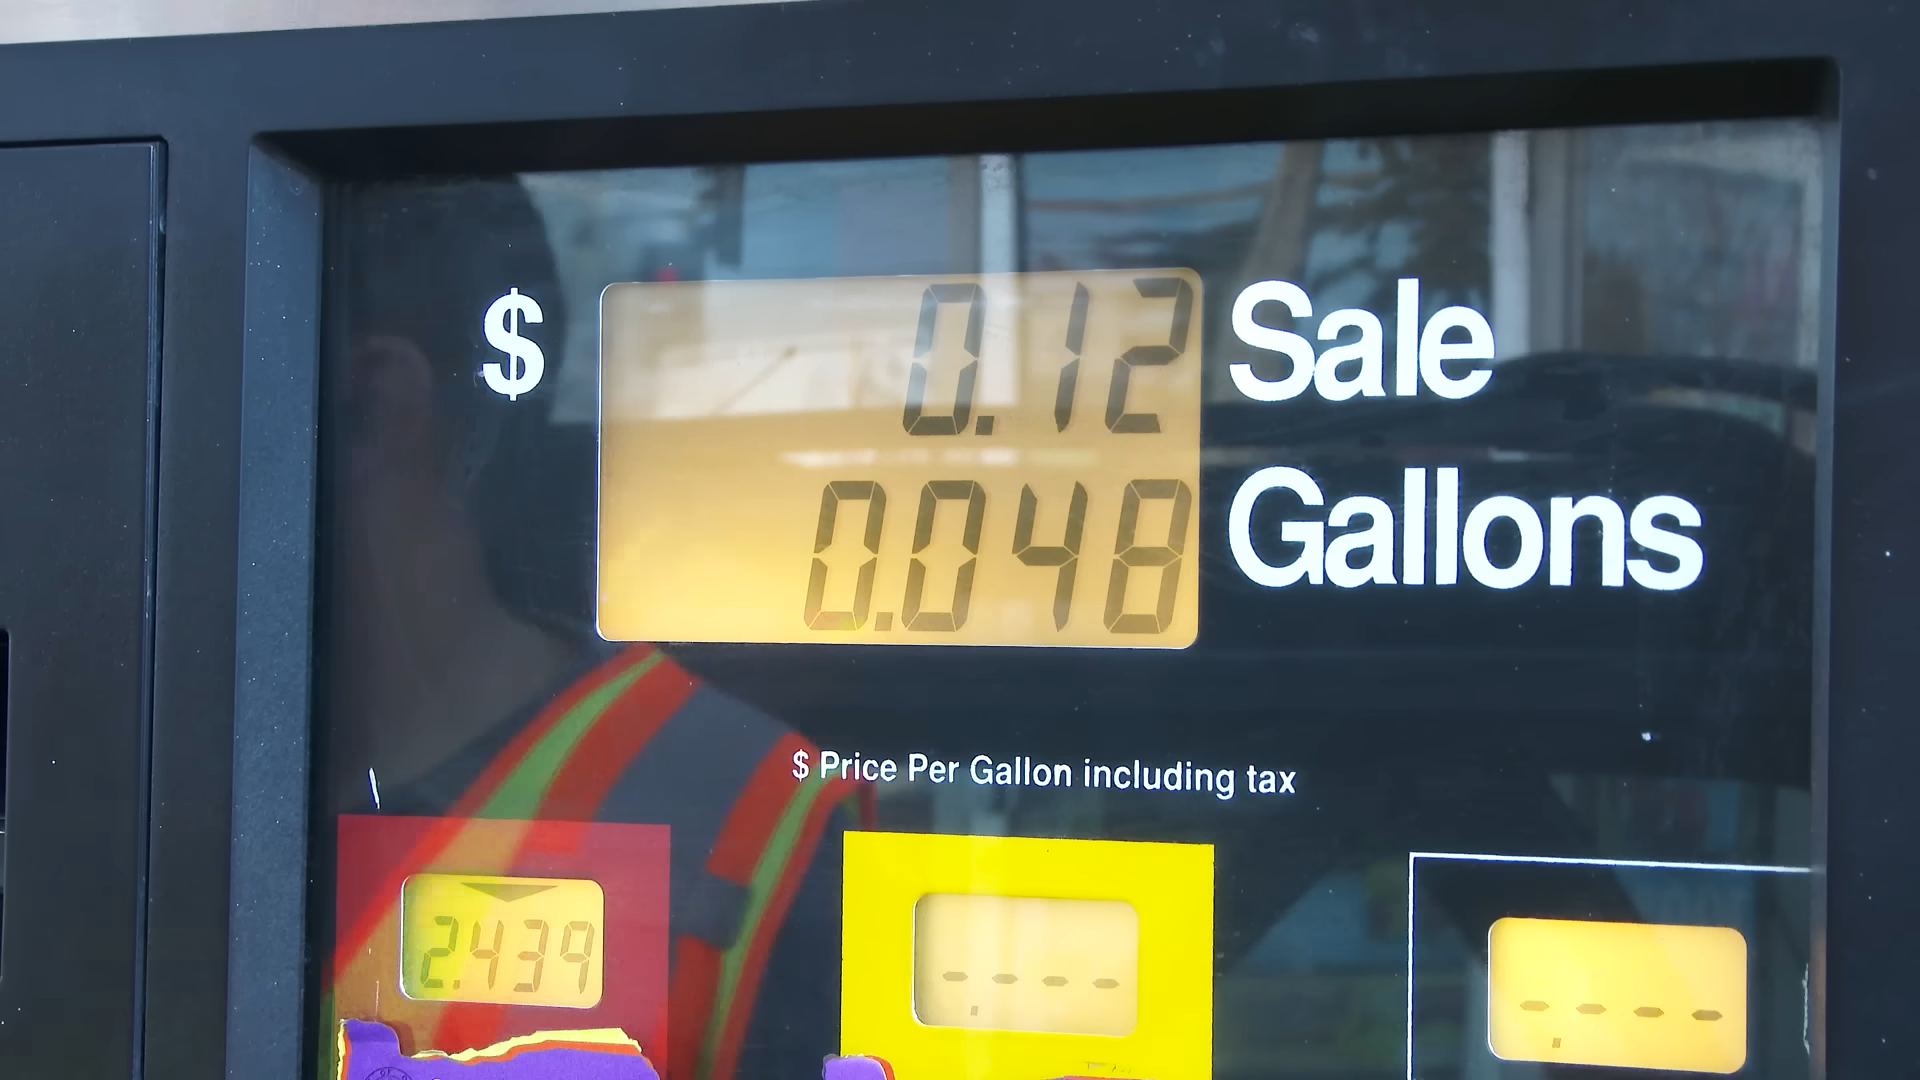 $ 0.12 Sale
0.048 Gallons
$ Price Per Gallon including tax
2.439
-.---
-.---